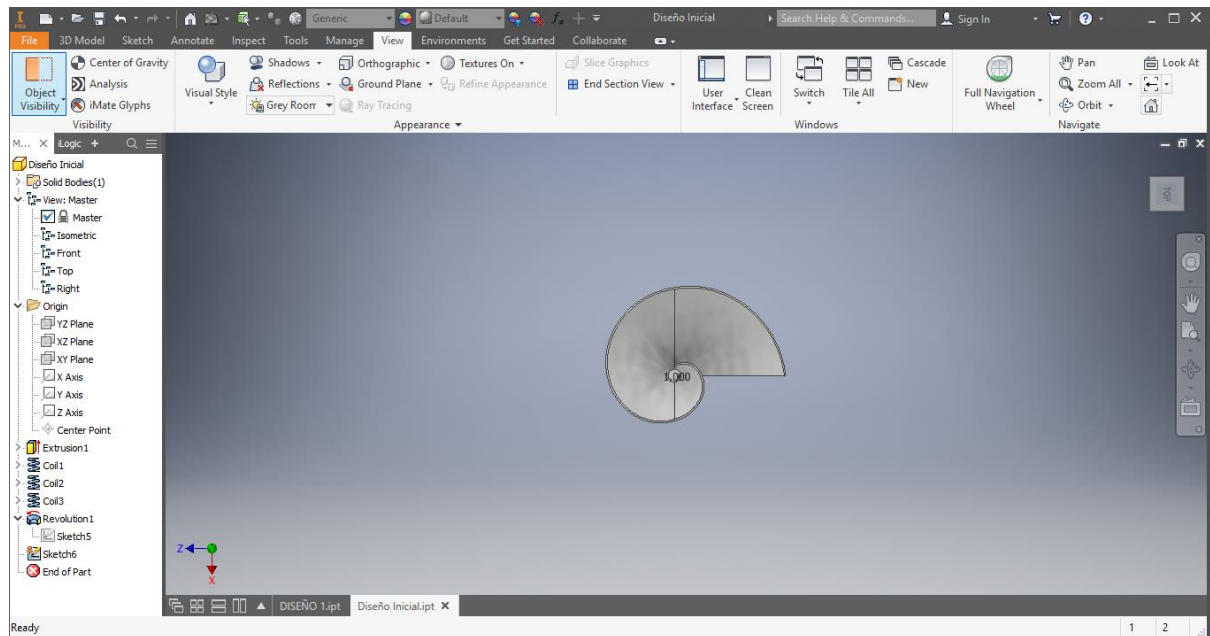 PRO
Generic
Default
Diseño Inicial
Search Help & Commands...
Sign In
File 3D Model Sketch Annotate Inspect Tools Manage View Environments Get Started Collaborate
Object Visibility
Center of Gravity
Analysis
iMate Glyphs
Visibility
Visual Style
Shadows
Reflections
Grey Room
Orthographic
Ground Plane
Ray Tracing
Textures On
Refine Appearance
Appearance
Slice Graphics
End Section View
User Interface
Clean Screen
Switch
Tile All
Cascade
New
Windows
Full Navigation Wheel
Pan
Zoom All
Orbit
Look At
Navigate
M... iLogic +
Diseño Inicial
Solid Bodies(1)
View: Master
Master
Isometric
Front
Top
Right
Origin
YZ Plane
XZ Plane
XY Plane
X Axis
Y Axis
Z Axis
Center Point
Extrusion1
Coil1
Coil2
Coil3
Revolution1
Sketch5
Sketch6
End of Part
TOP
1,000
Z
X
DISEÑO 1.ipt
Diseño Inicial.ipt
Ready
1 2